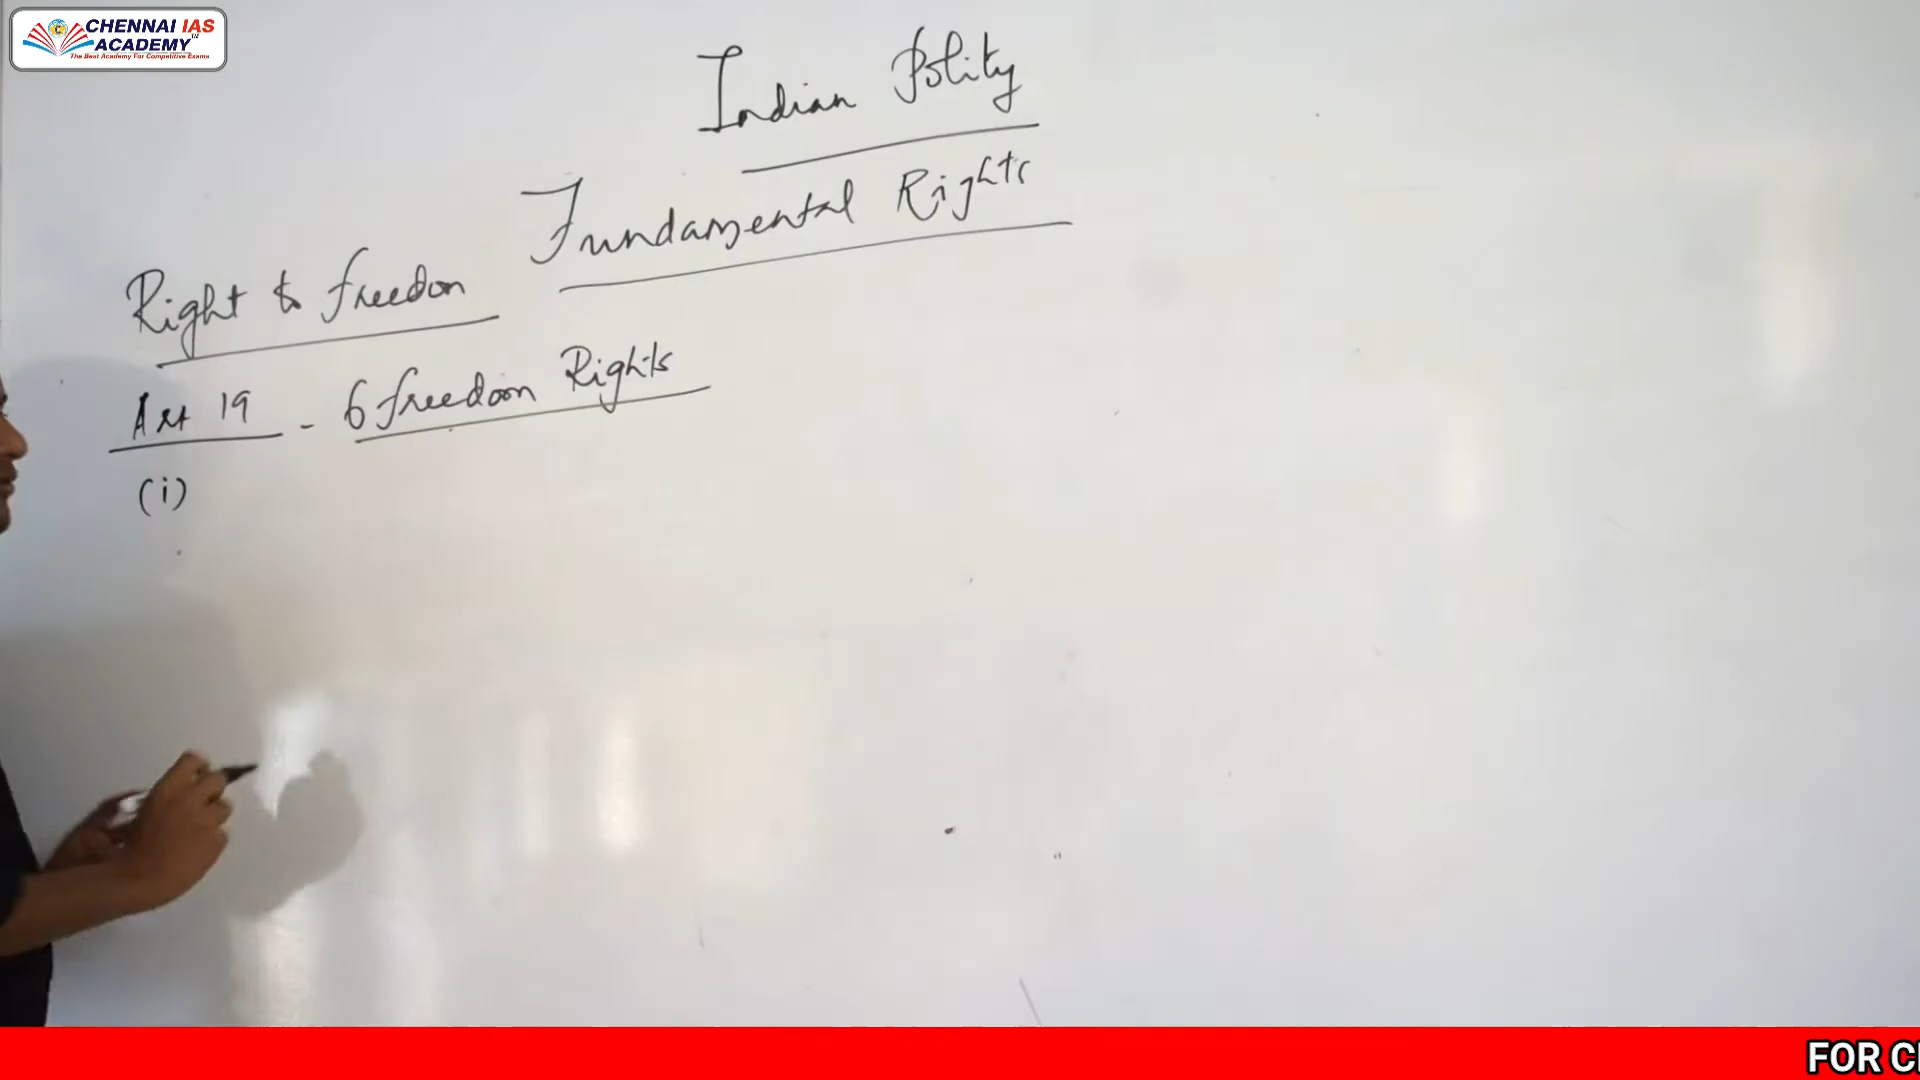 CHENNAI IAS
ACADEMY
The Best Academy For Competitive Exams
Indian Polity
Fundamental Rights
Right to freedom
Art 19 - 6 freedom Rights
(i)
FOR C